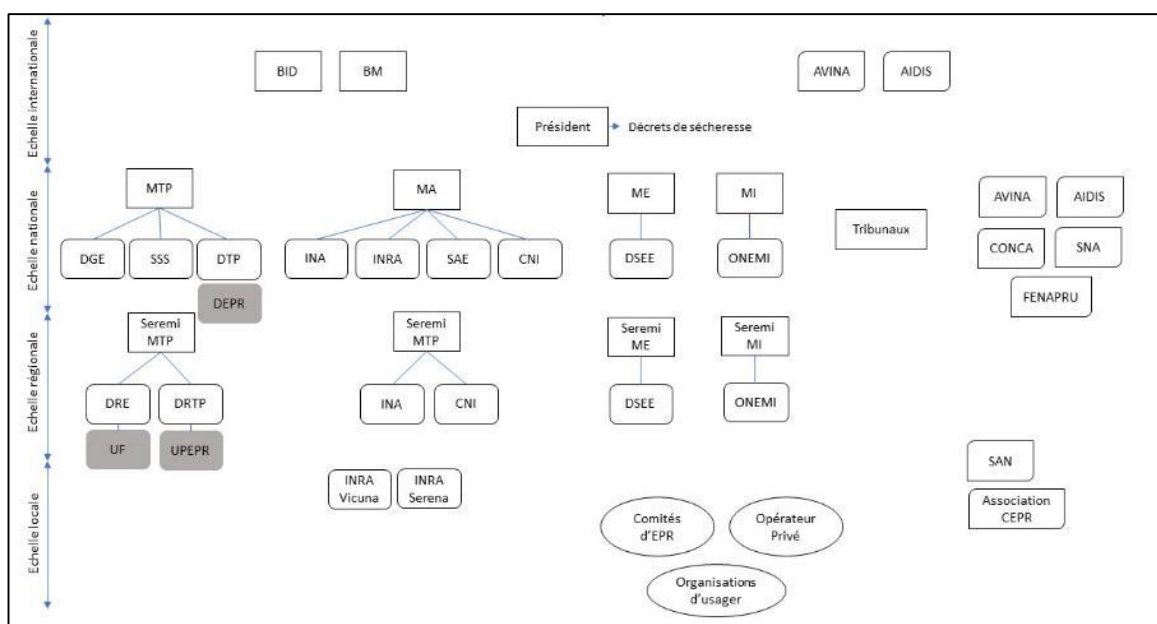 Echelle internationale
BID
BM
AVINA
AIDIS
Président
Décrets de sécheresse
Echelle nationale
MTP
MA
ME
MI
AVINA
AIDIS
Tribunaux
DGE
SSS
DTP
INA
INRA
SAE
CNI
DSEE
ONEMI
CONCA
SNA
DEPR
FENAPRU
Echelle régionale
Seremi
MTP
Seremi
MTP
Seremi
ME
Seremi
MI
DRE
DRTP
INA
CNI
DSEE
ONEMI
UF
UPEPR
Echelle locale
SAN
INRA
Vicuna
INRA
Serena
Association
CEPR
Comités
d'EPR
Opérateur
Privé
Organisations
d'usager